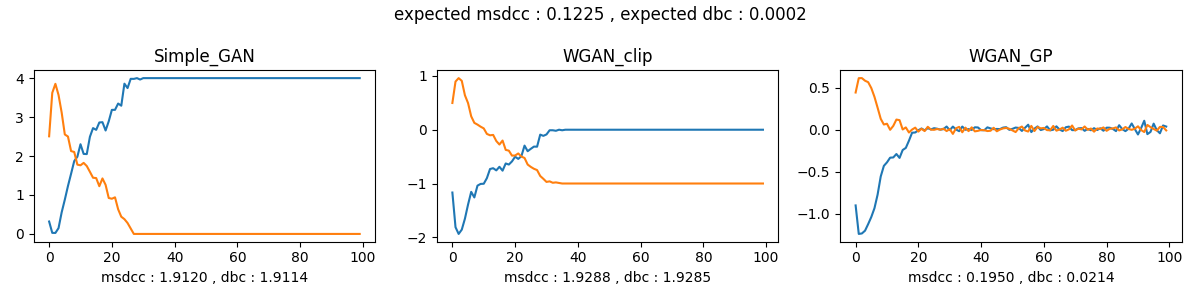 expected msdcc : 0.1225 , expected dbc : 0.0002
Simple_GAN
4
3
2
1
0
0 20 40 60 80 100
msdcc : 1.9120 , dbc : 1.9114
WGAN_clip
1
0
−1
−2
0 20 40 60 80 100
msdcc : 1.9288 , dbc : 1.9285
WGAN_GP
0.5
0.0
−0.5
−1.0
0 20 40 60 80 100
msdcc : 0.1950 , dbc : 0.0214